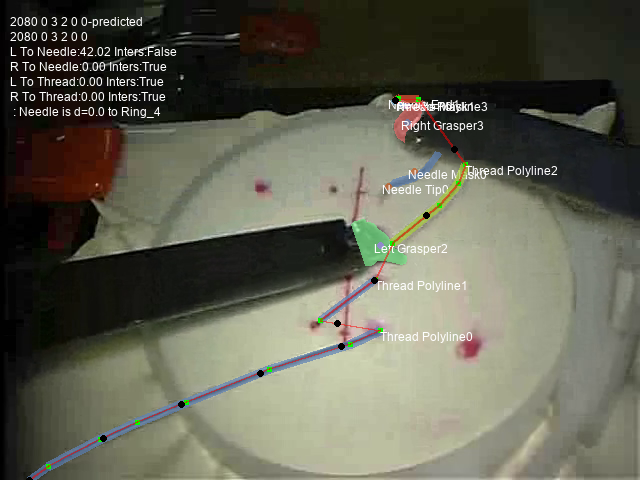 2080 0 3 2 0 0-predicted
2080 0 3 2 0 0
L To Needle:42.02 Inters:False
R To Needle:0.00 Inters:True
L To Thread:0.00 Inters:True
R To Thread:0.00 Inters:True
: Needle is d=0.0 to Ring_4
Right Grasper3
Thread Polyline2
Needle Mask0
Needle Tip0
Left Grasper2
Thread Polyline1
Thread Polyline0